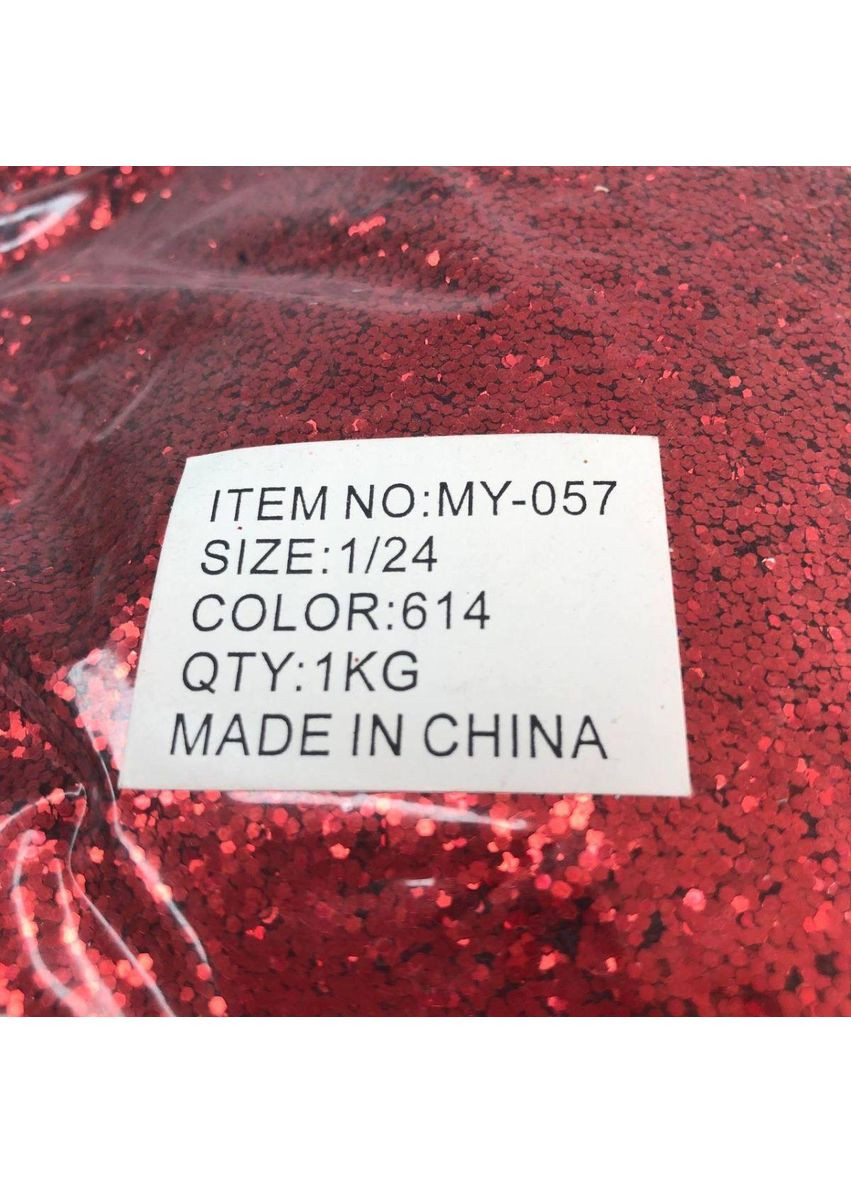 ITEM NO:MY-057
SIZE:1/24
COLOR:614
QTY:1KG
MADE IN CHINA